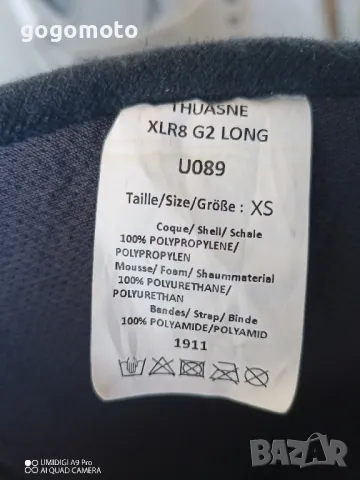 gogomoto
THUASNE
XLR8 G2 LONG
U089
Taille/Size/Größe : XS
Coque/ Shell/ Schale
100% POLYPROPYLENE/
POLYPROPYLEN
Mousse/ Foam/ Shaummaterial
100% POLYURETHANE/
POLYURETHAN
Bandes/ Strap/ Binde
100% POLYAMIDE/POLYAMID
1911
UMIDIGI A9 Pro
AI QUAD CAMERA
BAZAR